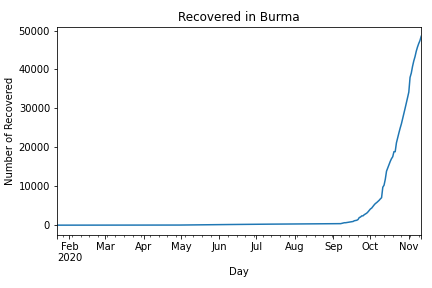 Recovered in Burma
Number of Recovered
50000
40000
30000
20000
10000
0
Feb Mar Apr May Jun Jul Aug Sep Oct Nov
2020
Day